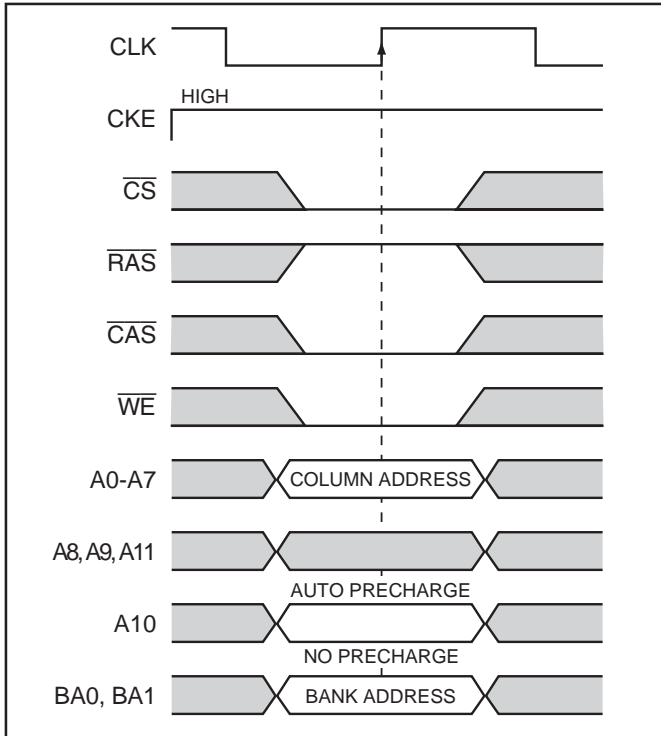 CLK
CKE HIGH
CS
RAS
CAS
WE
A0-A7 COLUMN ADDRESS
A8, A9, A11
AUTO PRECHARGE
A10
NO PRECHARGE
BA0, BA1 BANK ADDRESS